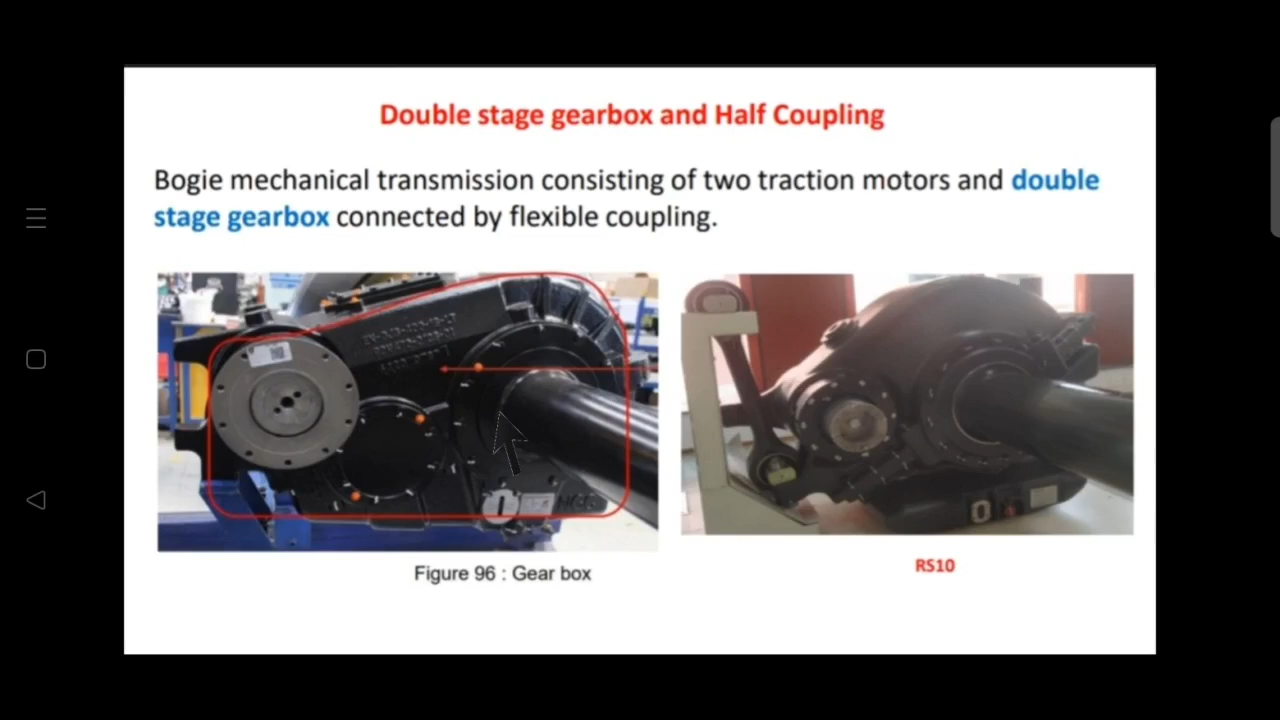 Double stage gearbox and Half Coupling
Bogie mechanical transmission consisting of two traction motors and double
stage gearbox connected by flexible coupling.
Figure 96 : Gear box
RS10